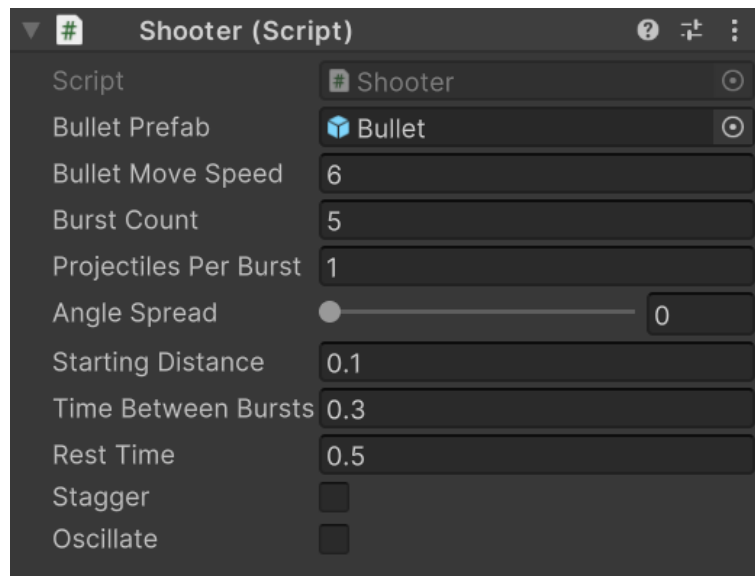 # Shooter (Script)
Script # Shooter
Bullet Prefab Bullet
Bullet Move Speed 6
Burst Count 5
Projectiles Per Burst 1
Angle Spread 0
Starting Distance 0.1
Time Between Bursts 0.3
Rest Time 0.5
Stagger
Oscillate